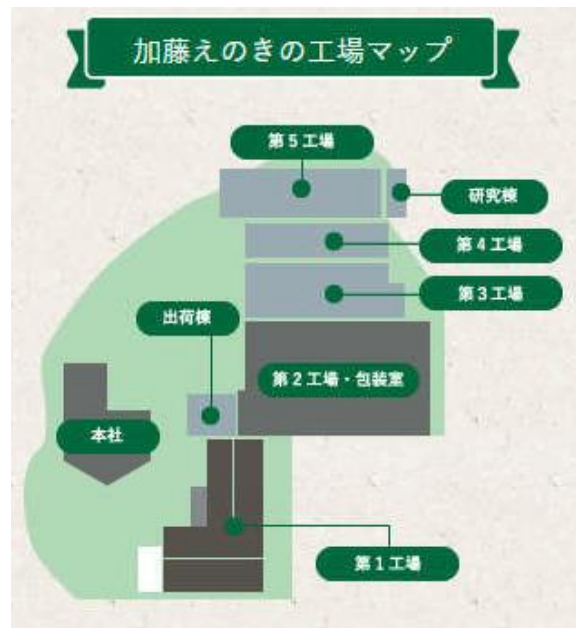 加藤えのきの工場マップ
第5工場
研究棟
第4工場
第3工場
出荷棟
第2工場・包装室
本社
第1工場